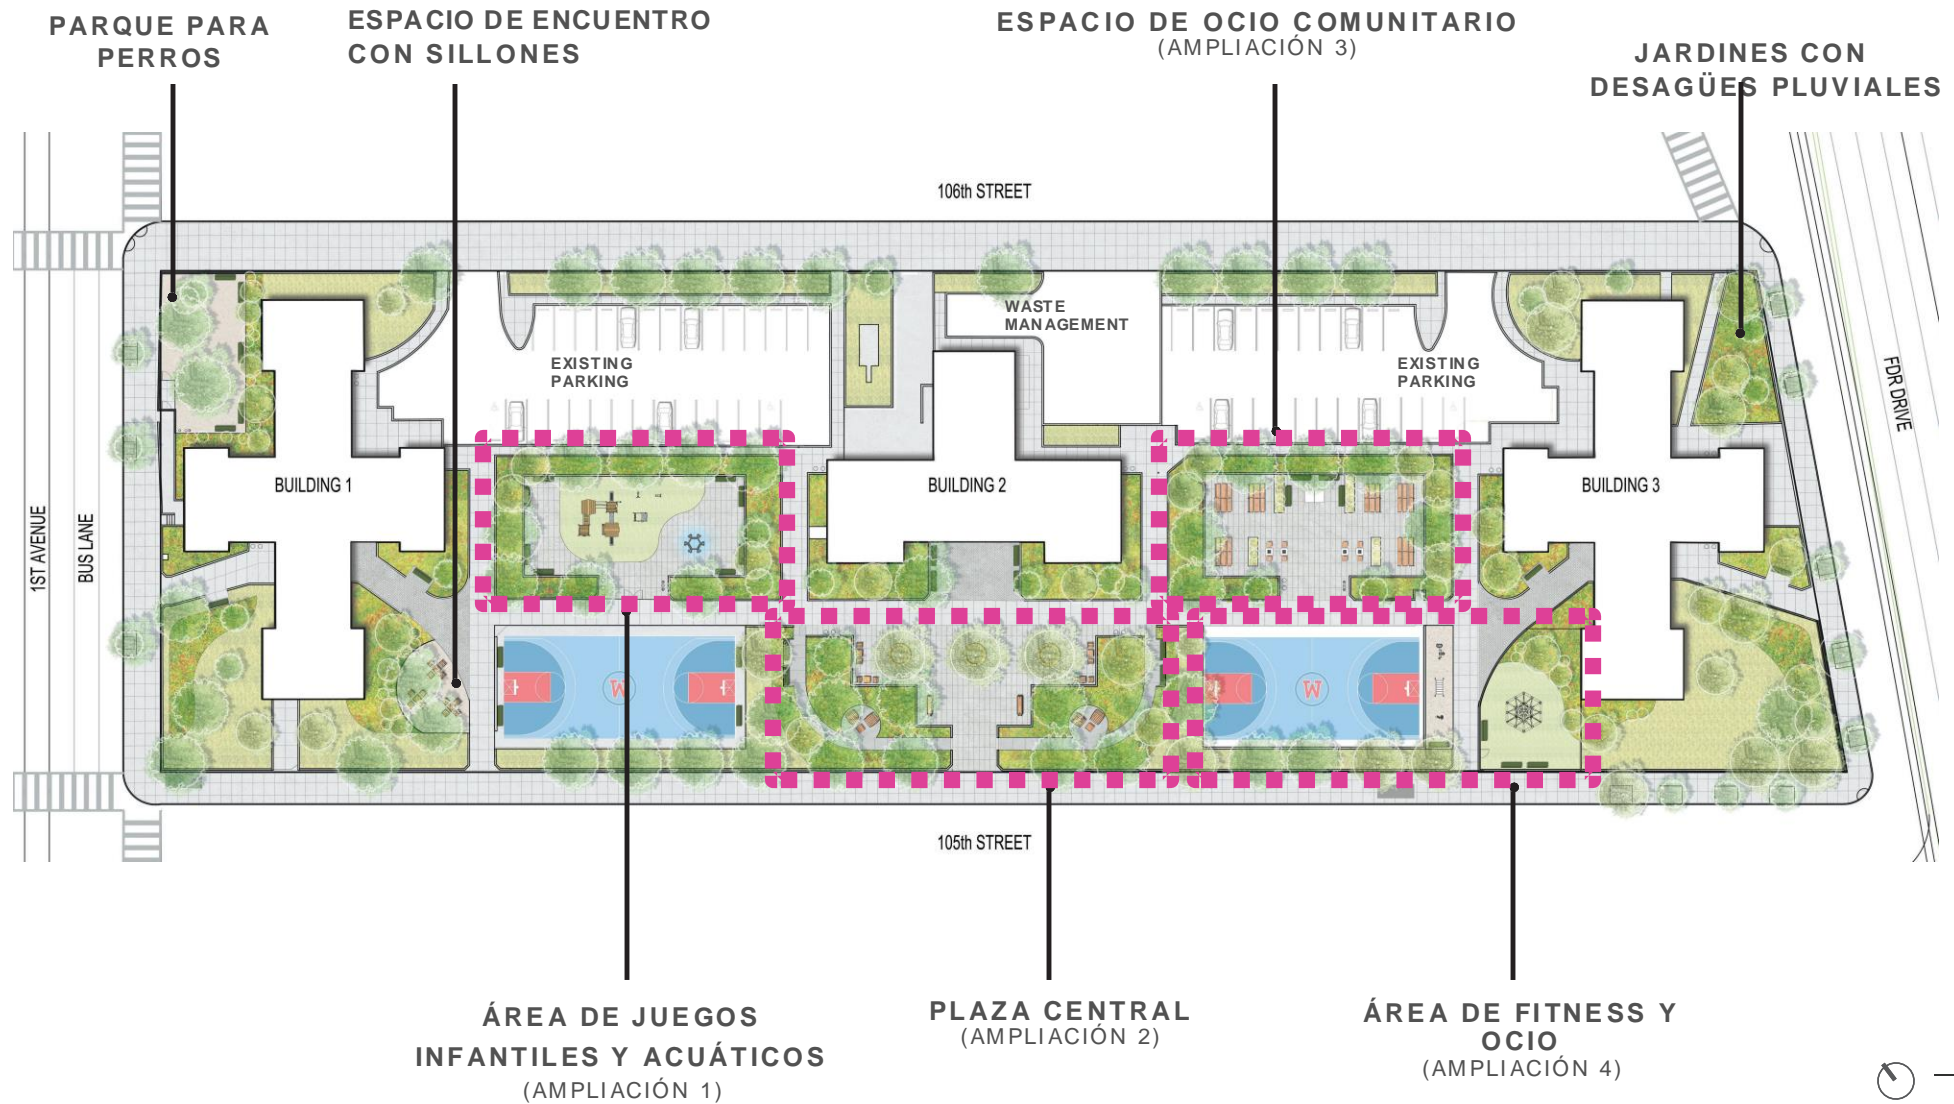 PARQUE PARA
PERROS
ESPACIO DE ENCUENTRO
CON SILLONES
ESPACIO DE OCIO COMUNITARIO
(AMPLIACIÓN 3)
JARDINES CON
DESAGÜES PLUVIALES
106th STREET
WASTE
MANAGEMENT
EXISTING
PARKING
EXISTING
PARKING
FDR DRIVE
BUILDING 1
BUILDING 2
BUILDING 3
1ST AVENUE
BUS LANE
W
W
105th STREET
ÁREA DE JUEGOS
INFANTILES Y ACUÁTICOS
(AMPLIACIÓN 1)
PLAZA CENTRAL
(AMPLIACIÓN 2)
ÁREA DE FITNESS Y
OCIO
(AMPLIACIÓN 4)